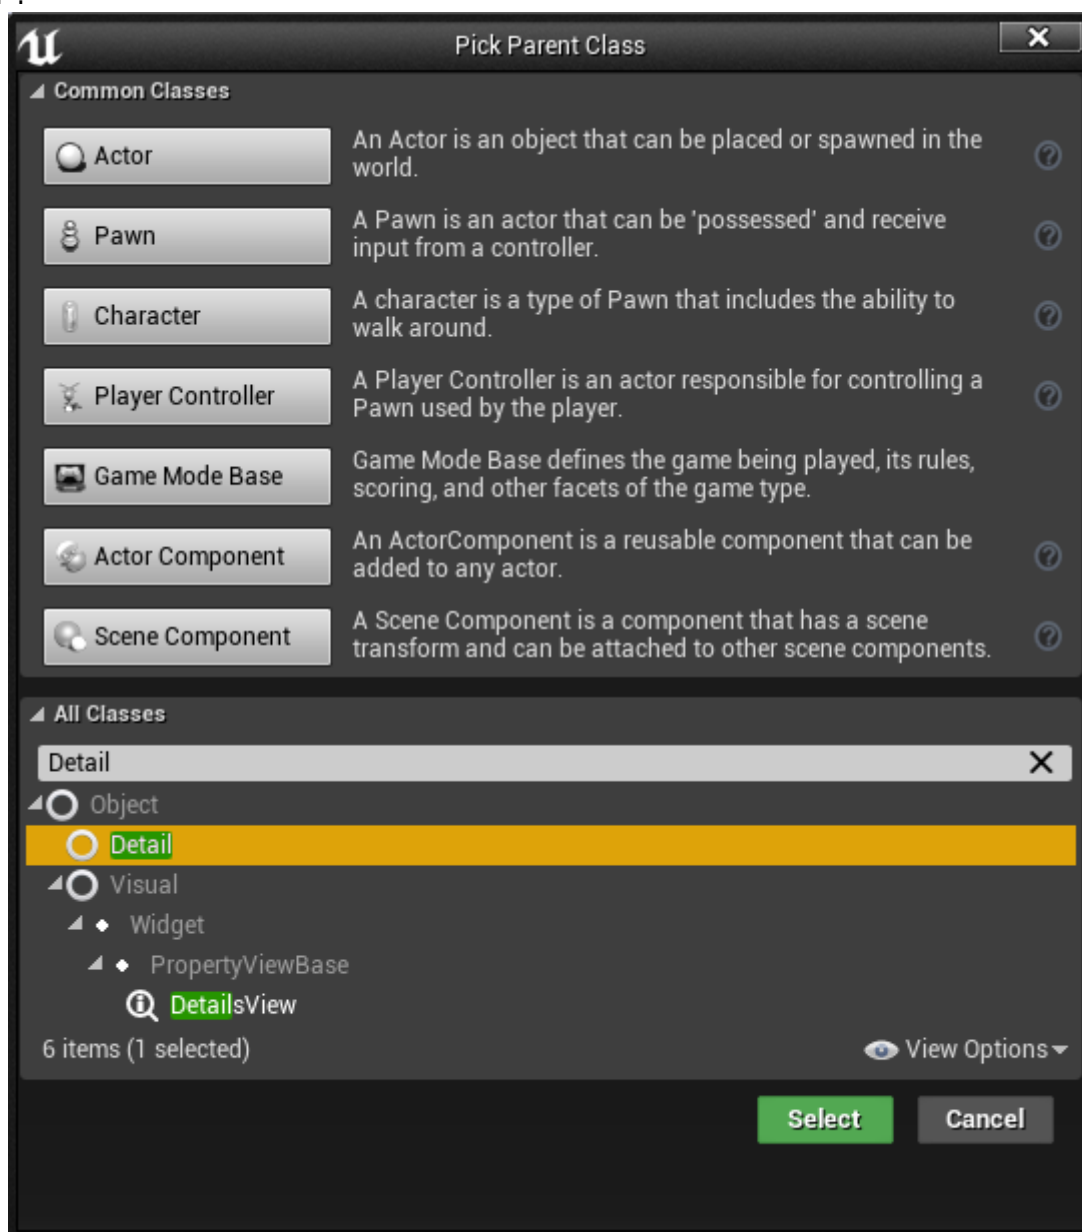 Pick Parent Class
Common Classes
Actor
An Actor is an object that can be placed or spawned in the
world.
Pawn
A Pawn is an actor that can be 'possessed' and receive
input from a controller.
Character
A character is a type of Pawn that includes the ability to
walk around.
Player Controller
A Player Controller is an actor responsible for controlling a
Pawn used by the player.
Game Mode Base
Game Mode Base defines the game being played, its rules,
scoring, and other facets of the game type.
Actor Component
An ActorComponent is a reusable component that can be
added to any actor.
Scene Component
A Scene Component is a component that has a scene
transform and can be attached to other scene components.
All Classes
Detail
Object
Detail
Visual
Widget
PropertyViewBase
DetailsView
6 items (1 selected)
View Options
Select
Cancel